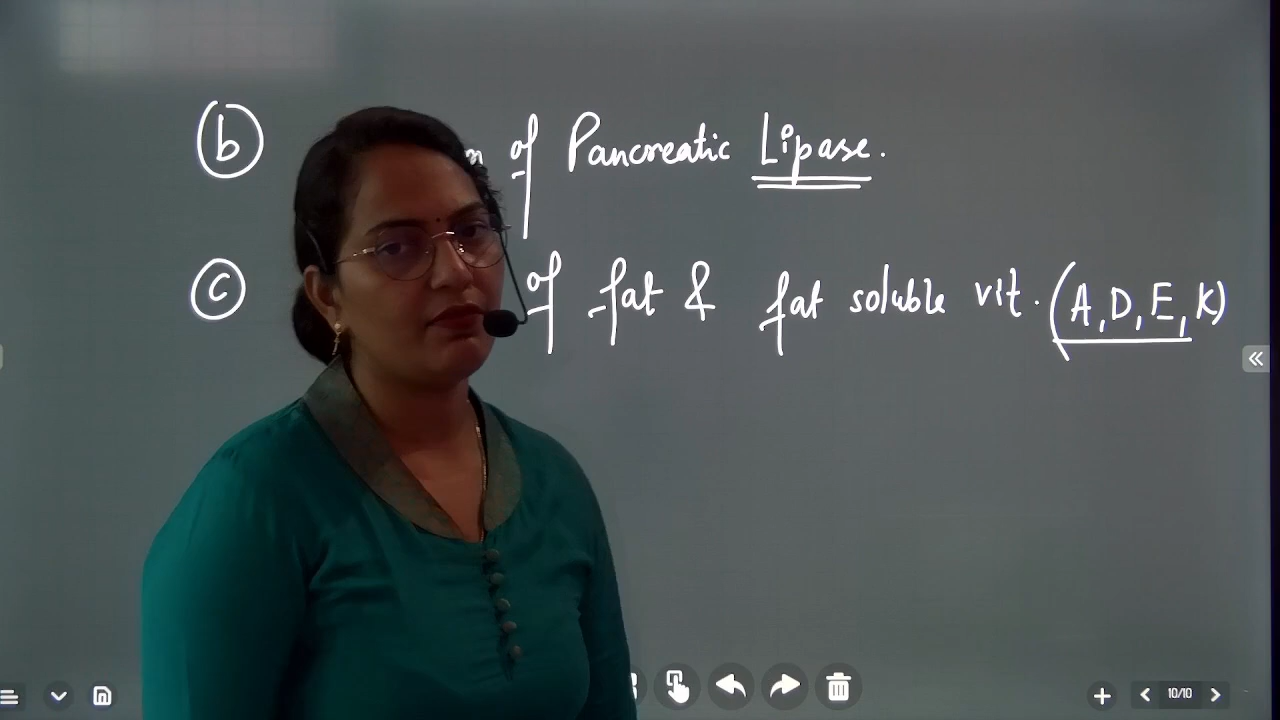 b of Pancreatic Lipase.
c of fat & fat soluble vit. (A, D, E, K)
10/10